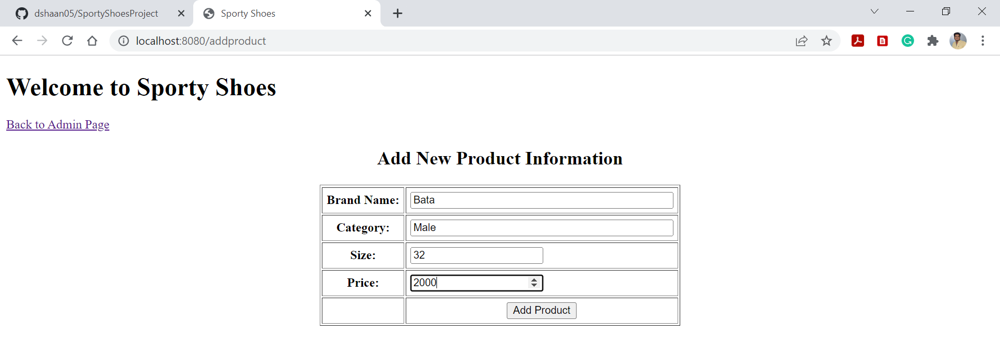 dshaan05/SportyShoesProject
Sporty Shoes
localhost:8080/addproduct
Welcome to Sporty Shoes
Back to Admin Page
Add New Product Information
Brand Name: Bata
Category: Male
Size: 32
Price: 2000
Add Product